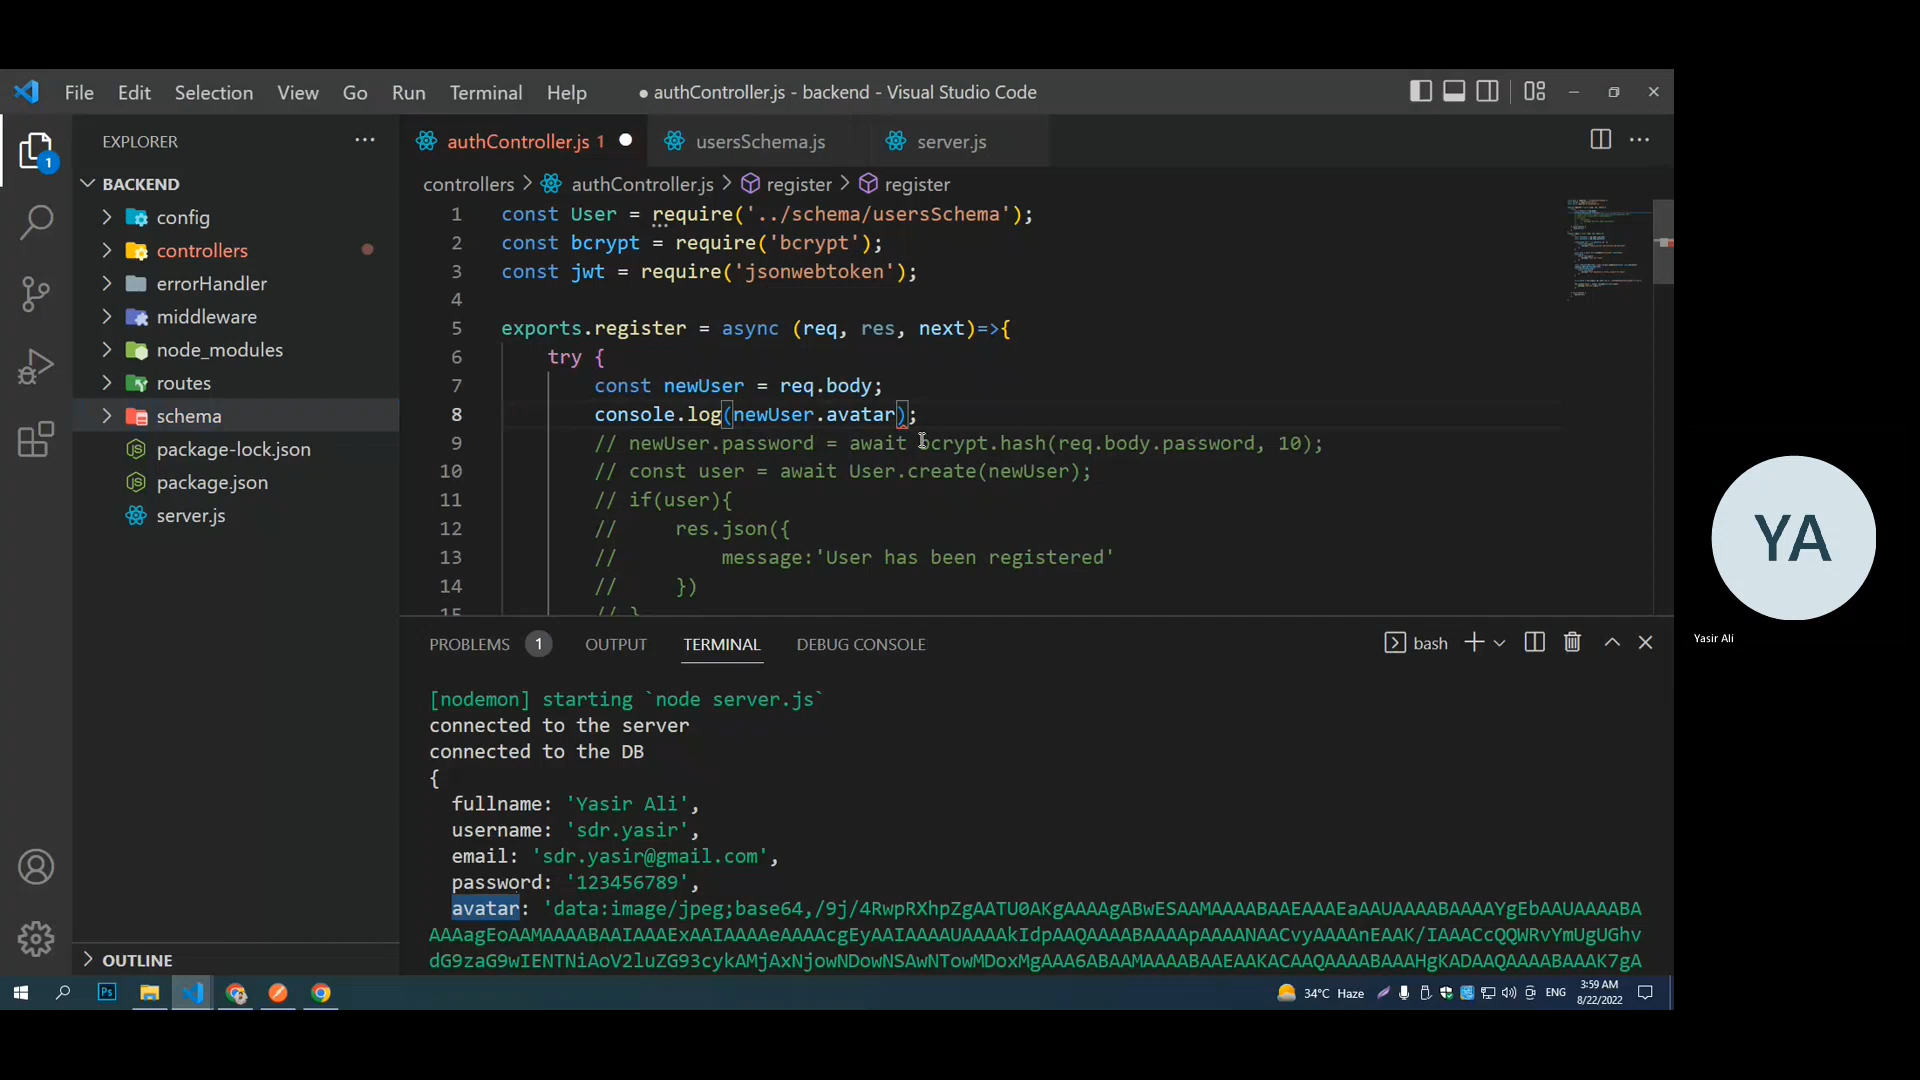 File Edit Selection View Go Run Terminal Help ● authController.js - backend - Visual Studio Code
EXPLORER ···
authController.js 1 usersSchema.js server.js
1
BACKEND
config
controllers
errorHandler
middleware
node_modules
routes
schema
package-lock.json
package.json
server.js
OUTLINE
controllers > authController.js > register > register
1 const User = require('../schema/usersSchema');
2 const bcrypt = require('bcrypt');
3 const jwt = require('jsonwebtoken');
4
5 exports.register = async (req, res, next)=>{
6 try {
7 const newUser = req.body;
8 console.log(newUser.avatar);
9 // newUser.password = await bcrypt.hash(req.body.password, 10);
10 // const user = await User.create(newUser);
11 // if(user){
12 // res.json({
13 // message:'User has been registered'
14 // })
15 // }
PROBLEMS 1 OUTPUT TERMINAL DEBUG CONSOLE bash
[nodemon] starting `node server.js`
connected to the server
connected to the DB
{
fullname: 'Yasir Ali',
username: 'sdr.yasir',
email: 'sdr.yasir@gmail.com',
password: '123456789',
avatar: 'data:image/jpeg;base64,/9j/4RwpRXhpZgAATU0AKgAAAAgABwESAAMAAAABAAEAAAEaAAUAAAABAAAAYgEbAAUAAAABA
AAAagEoAAMAAAABAAIAAAExAAIAAAAeAAAAcgEyAAIAAAAUAAAAkIdpAAQAAAABAAAApAAAANAACvyAAAAnEAAK/IAAACcQQWRvYmUgUGhv
dG9zaG9wIENTNiAoV2luZG93cykAMjAxNjowNDowNSAwNTowMDoxMgAAA6ABAAMAAAABAAEAAKACAAQAAAABAAAHgKADAAQAAAABAAAK7gA
YA
Yasir Ali
Ps
34°C Haze ENG 3:59 AM
8/22/2022